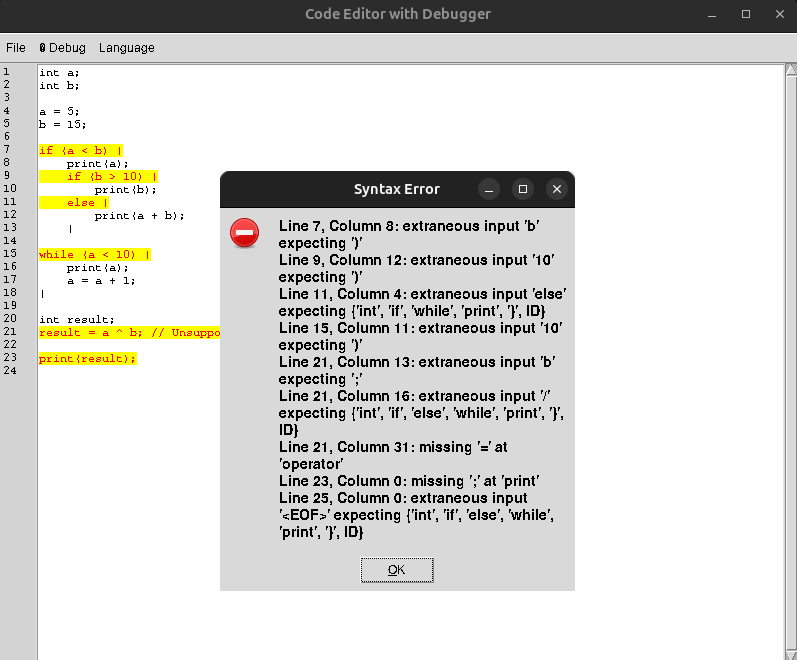 Code Editor with Debugger
File Debug Language
1 int a;
2 int b;
3
4 a = 5;
5 b = 15;
6
7 if (a < b) |
8 print(a);
9 if (b > 10) |
10 print(b);
11 else |
12 print(a + b);
13 |
14
15 while (a < 10) |
16 print(a);
17 a = a + 1;
18 |
19
20 int result;
21 result = a ^ b; // Unsuppo
22
23 print(result);
24
Syntax Error
Line 7, Column 8: extraneous input 'b'
expecting ')'
Line 9, Column 12: extraneous input '10'
expecting ')'
Line 11, Column 4: extraneous input 'else'
expecting {'int', 'if', 'while', 'print', '}', ID}
Line 15, Column 11: extraneous input '10'
expecting ')'
Line 21, Column 13: extraneous input 'b'
expecting ';'
Line 21, Column 16: extraneous input '/'
expecting {'int', 'if', 'else', 'while', 'print', '}',
ID}
Line 21, Column 31: missing '=' at
'operator'
Line 23, Column 0: missing ';' at 'print'
Line 25, Column 0: extraneous input
'<EOF>' expecting {'int', 'if', 'else', 'while',
'print', '}', ID}
OK